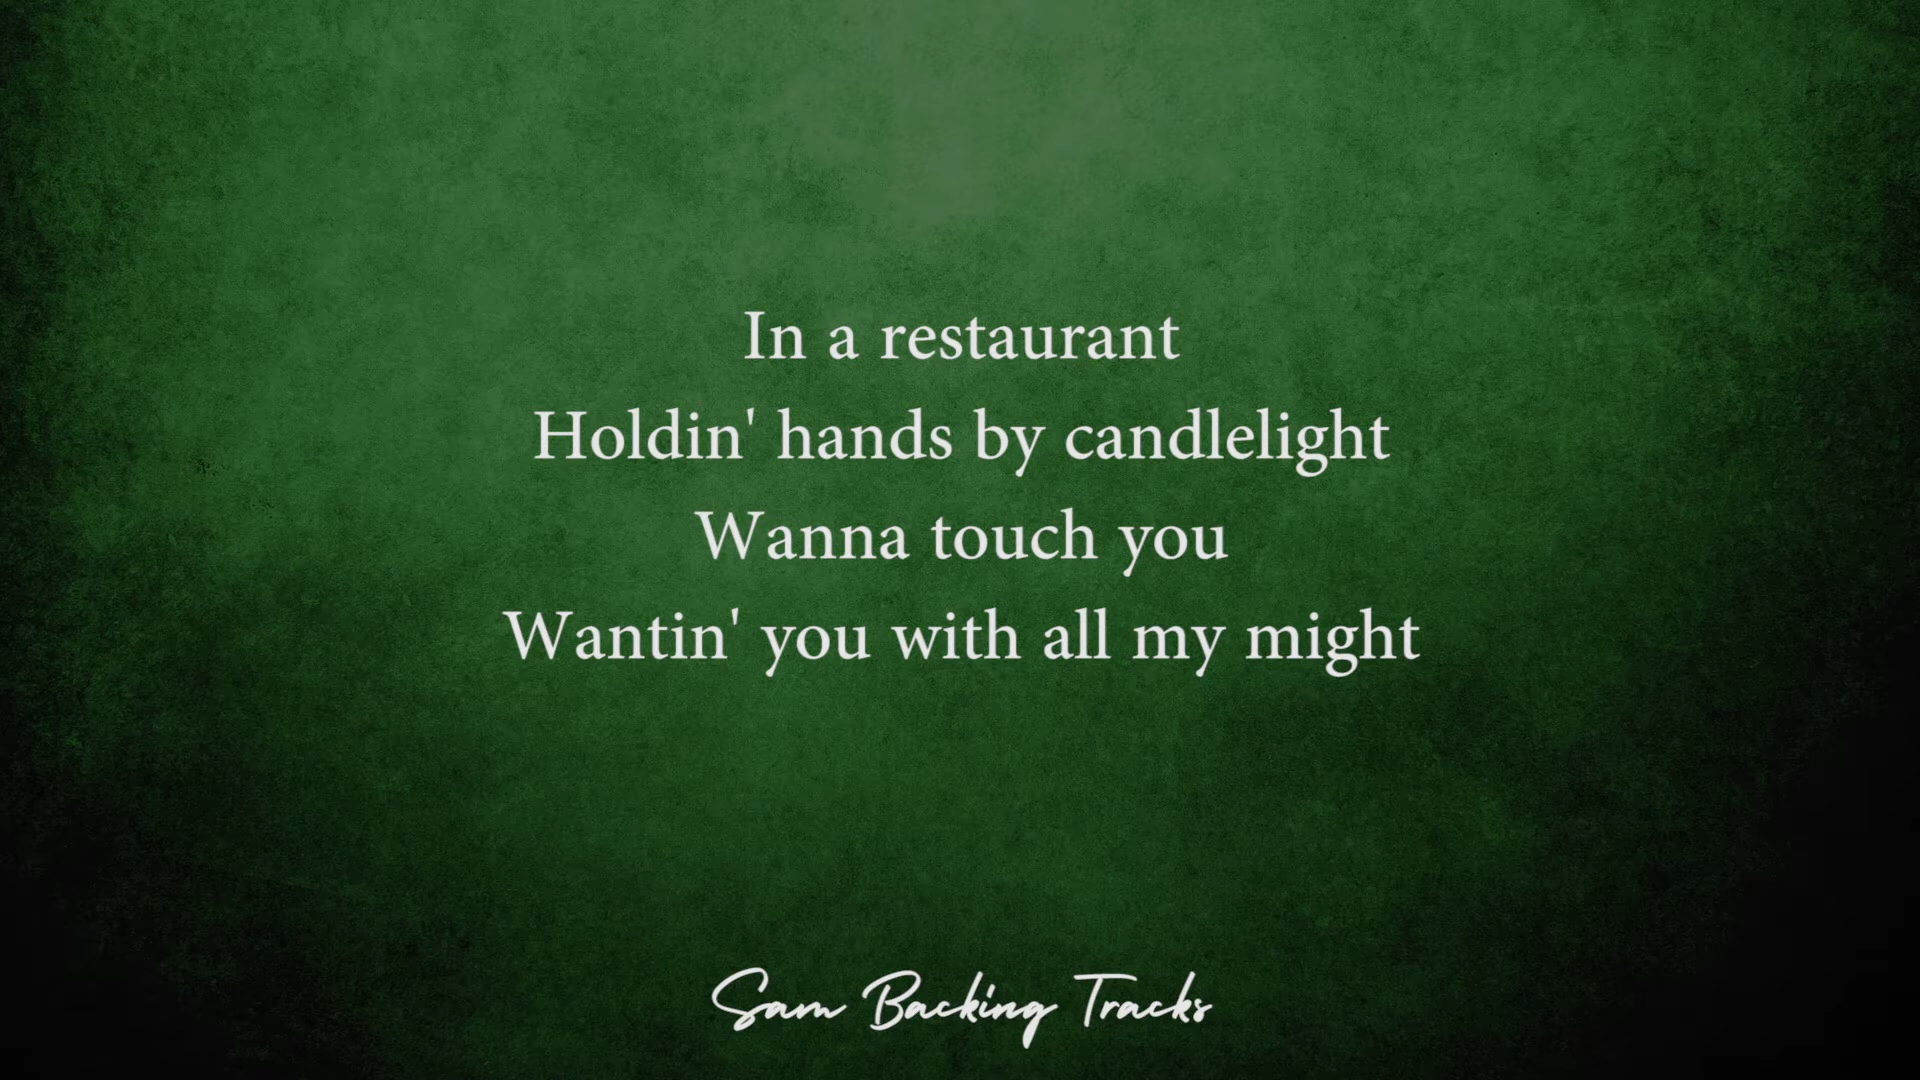 In a restaurant
Holdin' hands by candlelight
Wanna touch you
Wantin' you with all my might
Sam Backing Tracks